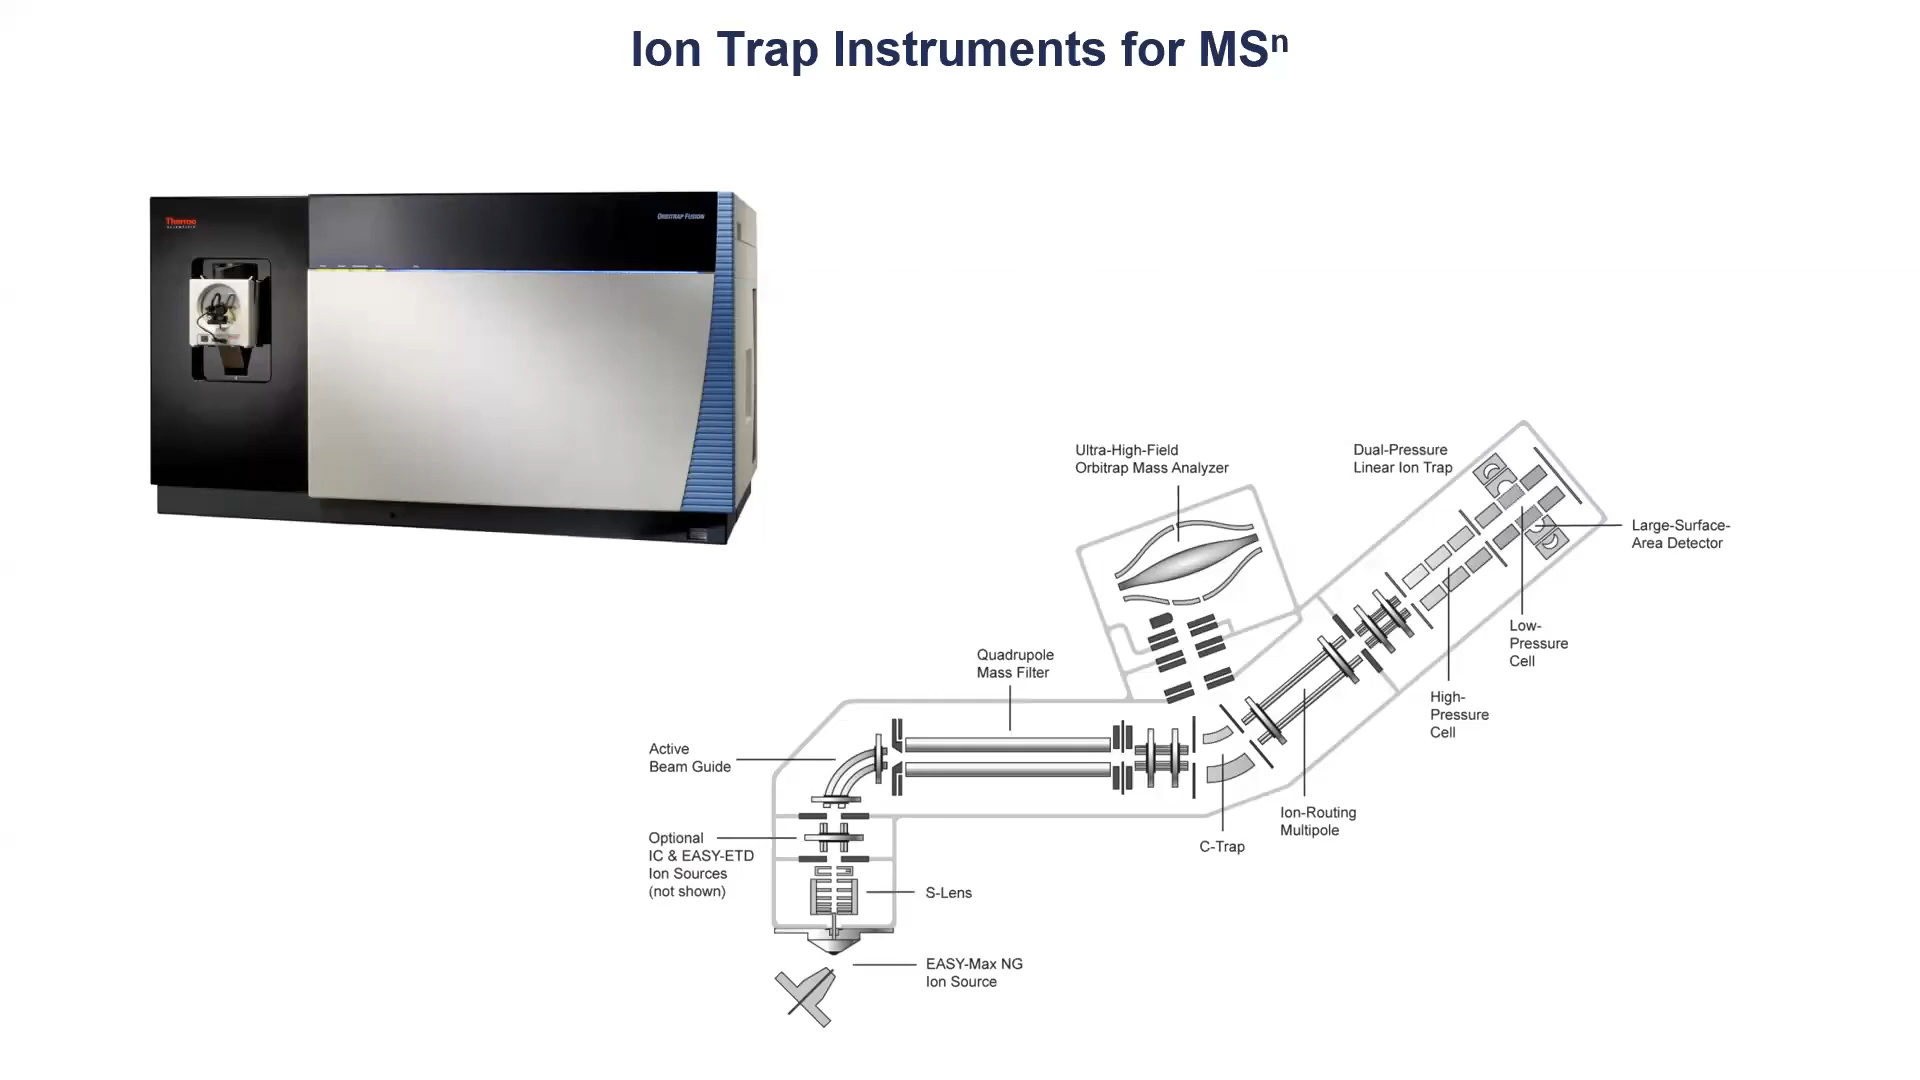 Ion Trap Instruments for MSⁿ
Thermo
SCIENTIFIC
ORBITRAP FUSION
Ultra-High-Field
Orbitrap Mass Analyzer
Dual-Pressure
Linear Ion Trap
Large-Surface-
Area Detector
Low-
Pressure
Cell
High-
Pressure
Cell
Quadrupole
Mass Filter
Active
Beam Guide
Ion-Routing
Multipole
C-Trap
Optional
IC & EASY-ETD
Ion Sources
(not shown)
S-Lens
EASY-Max NG
Ion Source